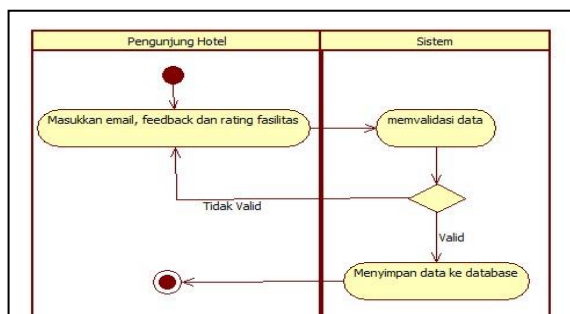 Pengunjung Hotel
Sistem
Masukkan email, feedback dan rating fasilitas
memvalidasi data
Tidak Valid
Valid
Menyimpan data ke database